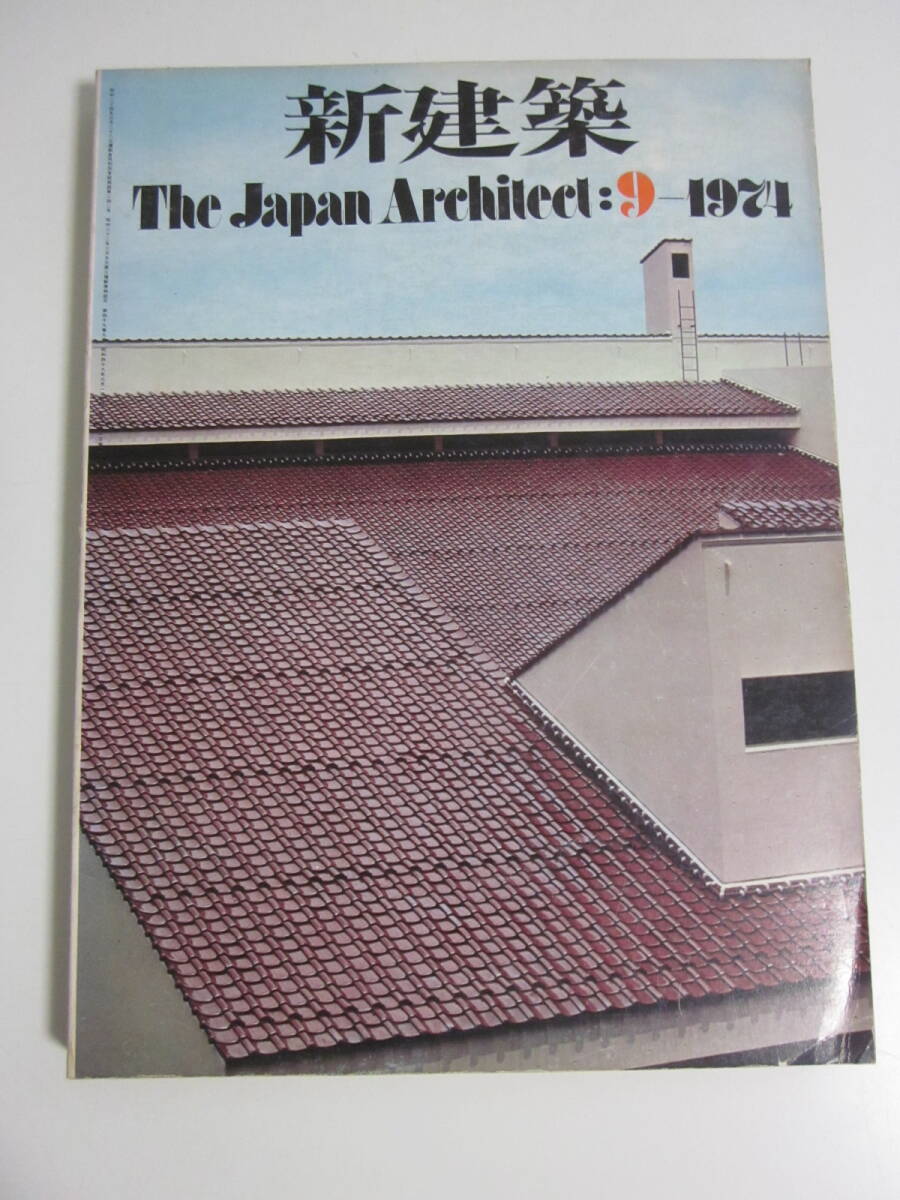 新建築
The Japan Architect:9–1974